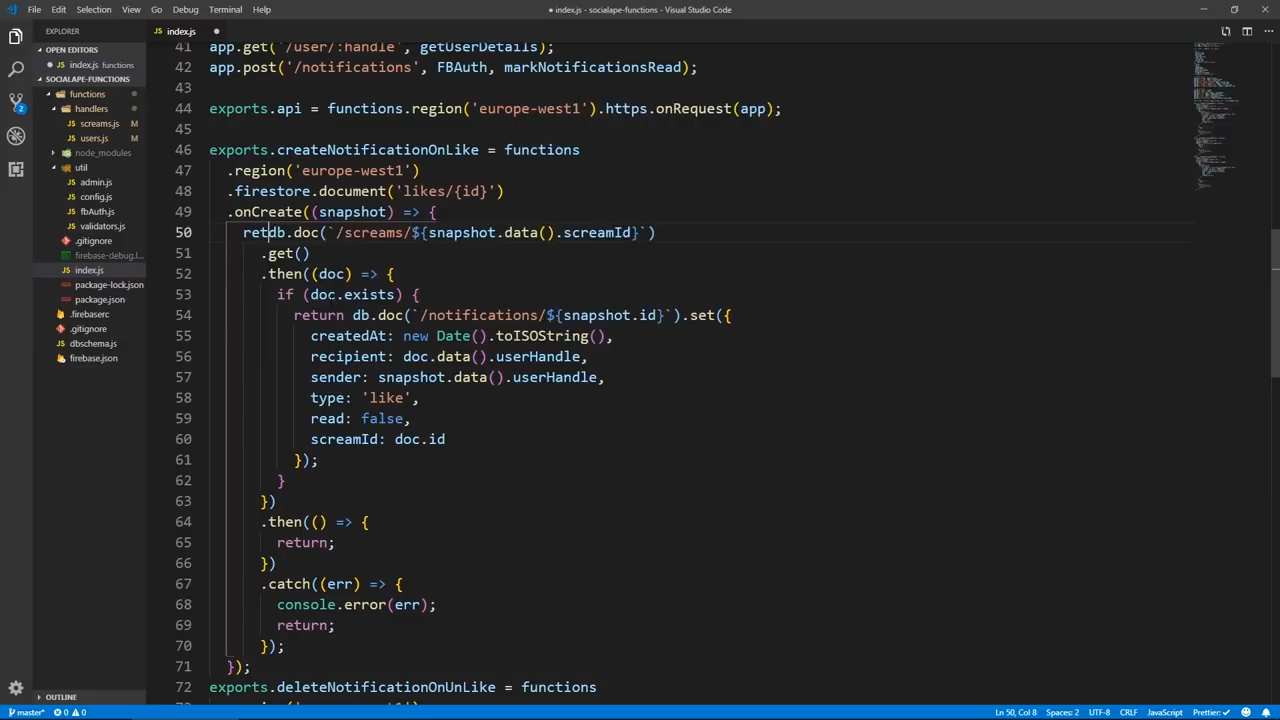 File Edit Selection View Go Debug Terminal Help
● index.js - socialape-functions - Visual Studio Code
EXPLORER
OPEN EDITORS
index.js functions
SOCIALAPE-FUNCTIONS
functions
handlers
screams.js M
users.js M
node_modules
util
admin.js
config.js
fbAuth.js
validators.js
.gitignore
firebase-debug.l...
index.js
package-lock.json
package.json
.firebaserc
.gitignore
dbschema.js
firebase.json
OUTLINE
2
index.js
41 app.get('/user/:handle', getUserDetails);
42 app.post('/notifications', FBAuth, markNotificationsRead);
43
44 exports.api = functions.region('europe-west1').https.onRequest(app);
45
46 exports.createNotificationOnLike = functions
47 .region('europe-west1')
48 .firestore.document('likes/{id}')
49 .onCreate((snapshot) => {
50 retdb.doc(`/screams/${snapshot.data().screamId}`)
51 .get()
52 .then((doc) => {
53 if (doc.exists) {
54 return db.doc(`/notifications/${snapshot.id}`).set({
55 createdAt: new Date().toISOString(),
56 recipient: doc.data().userHandle,
57 sender: snapshot.data().userHandle,
58 type: 'like',
59 read: false,
60 screamId: doc.id
61 });
62 }
63 })
64 .then(() => {
65 return;
66 })
67 .catch((err) => {
68 console.error(err);
69 return;
70 });
71 });
72 exports.deleteNotificationOnUnLike = functions
master* 0 0 Ln 50, Col 8 Spaces: 2 UTF-8 CRLF JavaScript Prettier: ✓